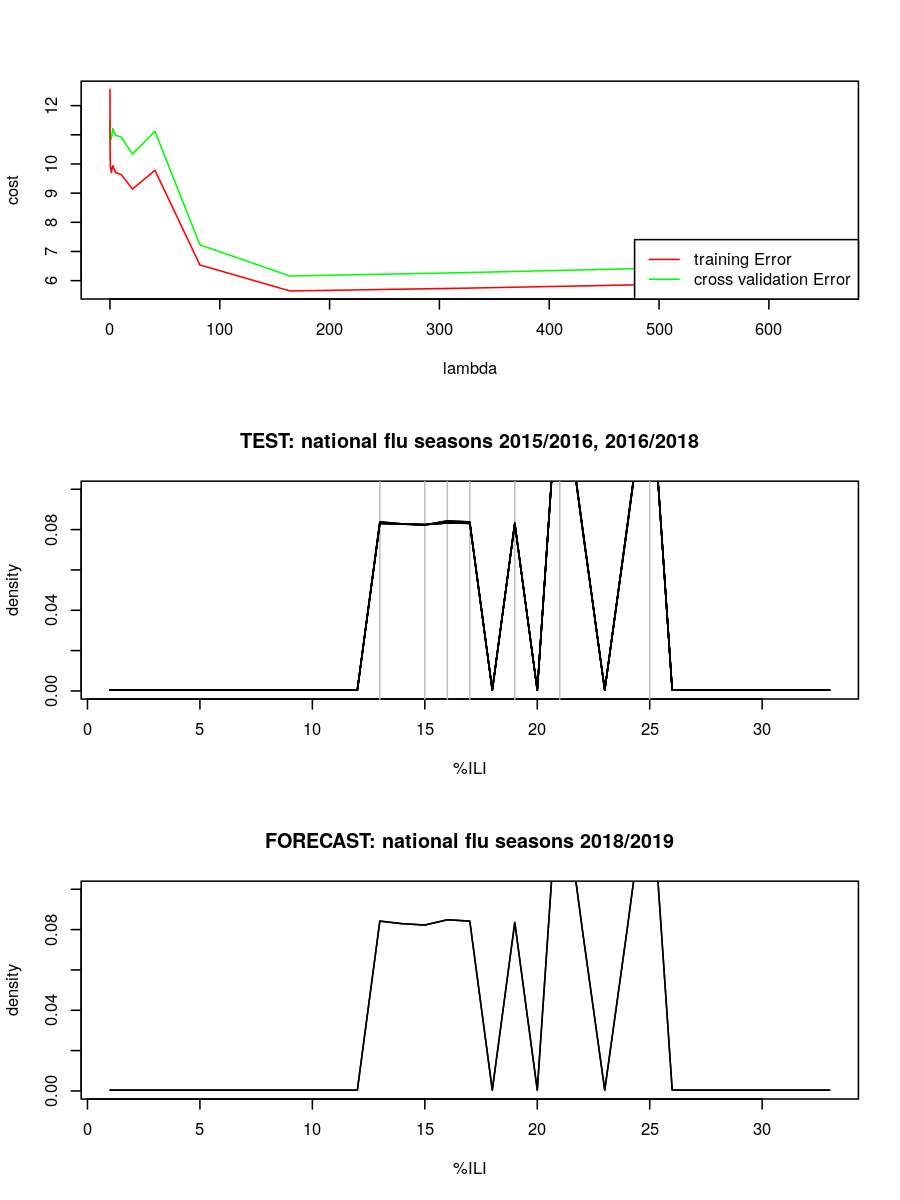 12
10
9
8
7
6
cost
training Error
cross validation Error
0 100 200 300 400 500 600
lambda
TEST: national flu seasons 2015/2016, 2016/2018
0.08
0.04
0.00
density
0 5 10 15 20 25 30
%ILI
FORECAST: national flu seasons 2018/2019
0.08
0.04
0.00
density
0 5 10 15 20 25 30
%ILI